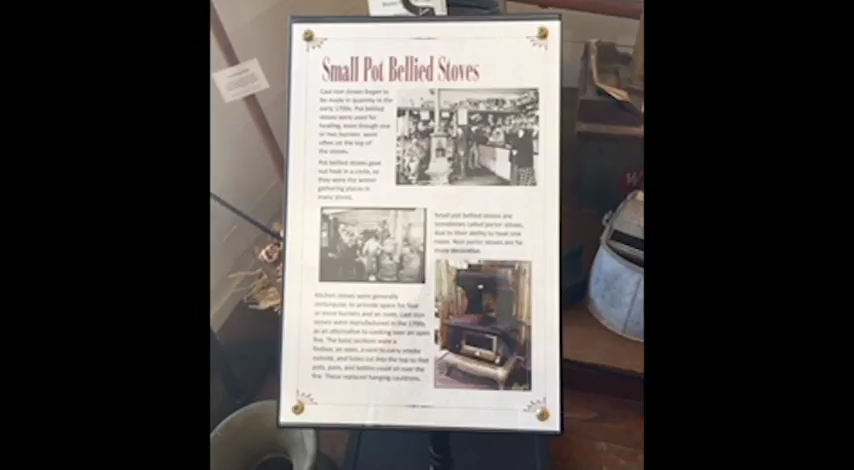 Small Pot Bellied Stoves
Cast iron stoves began to
be made in quantity in the
early 1700s. Pot bellied
stoves were used for
heating, even though one
or two burners were
often on the top of
the stoves.
Pot bellied stoves gave
out heat in a circle, so
they were the winter
gathering places in
many stores.
Small pot bellied stoves are
sometimes called parlor stoves,
due to their ability to heat one
room. Most parlor stoves are far
more decorative.
Kitchen stoves were generally
rectangular, to provide space for four
or more burners and an oven. Cast iron
stoves were manufactured in the 1700s
as an alternative to cooking over an open
fire. The basic sections were a
firebox, an oven, a vent to carry smoke
outside, and holes cut into the top so that
pots, pans, and kettles could sit over the
fire. These replaced hanging cauldrons.